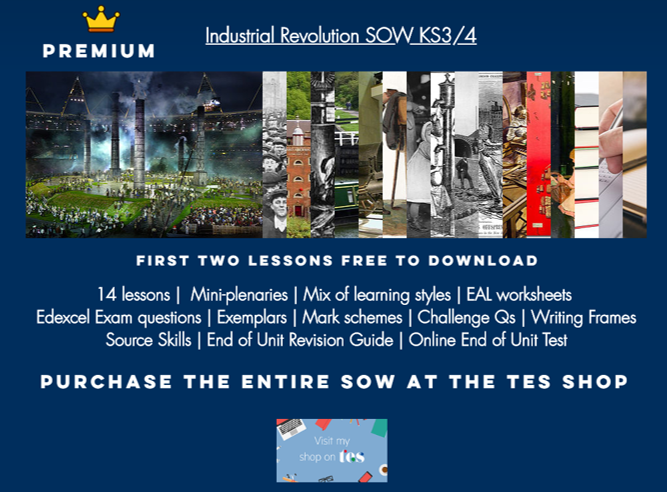 Industrial Revolution SOW KS3/4
PREMIUM
FIRST TWO LESSONS FREE TO DOWNLOAD
14 lessons | Mini-plenaries | Mix of learning styles | EAL worksheets
Edexcel Exam questions | Exemplars | Mark schemes | Challenge Qs | Writing Frames
Source Skills | End of Unit Revision Guide | Online End of Unit Test
PURCHASE THE ENTIRE SOW AT THE TES SHOP
Visit my
shop on tes